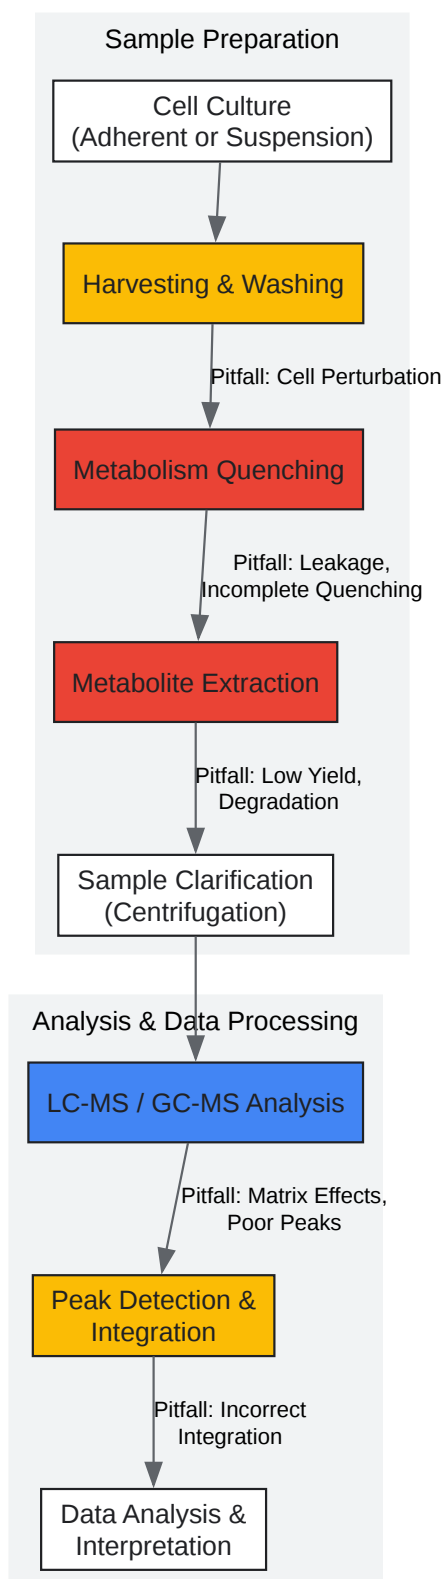 Sample Preparation
Cell Culture
(Adherent or Suspension)
Harvesting & Washing
Pitfall: Cell Perturbation
Metabolism Quenching
Pitfall: Leakage,
Incomplete Quenching
Metabolite Extraction
Pitfall: Low Yield,
Degradation
Sample Clarification
(Centrifugation)
Analysis & Data Processing
LC-MS / GC-MS Analysis
Pitfall: Matrix Effects,
Poor Peaks
Peak Detection &
Integration
Pitfall: Incorrect
Integration
Data Analysis &
Interpretation